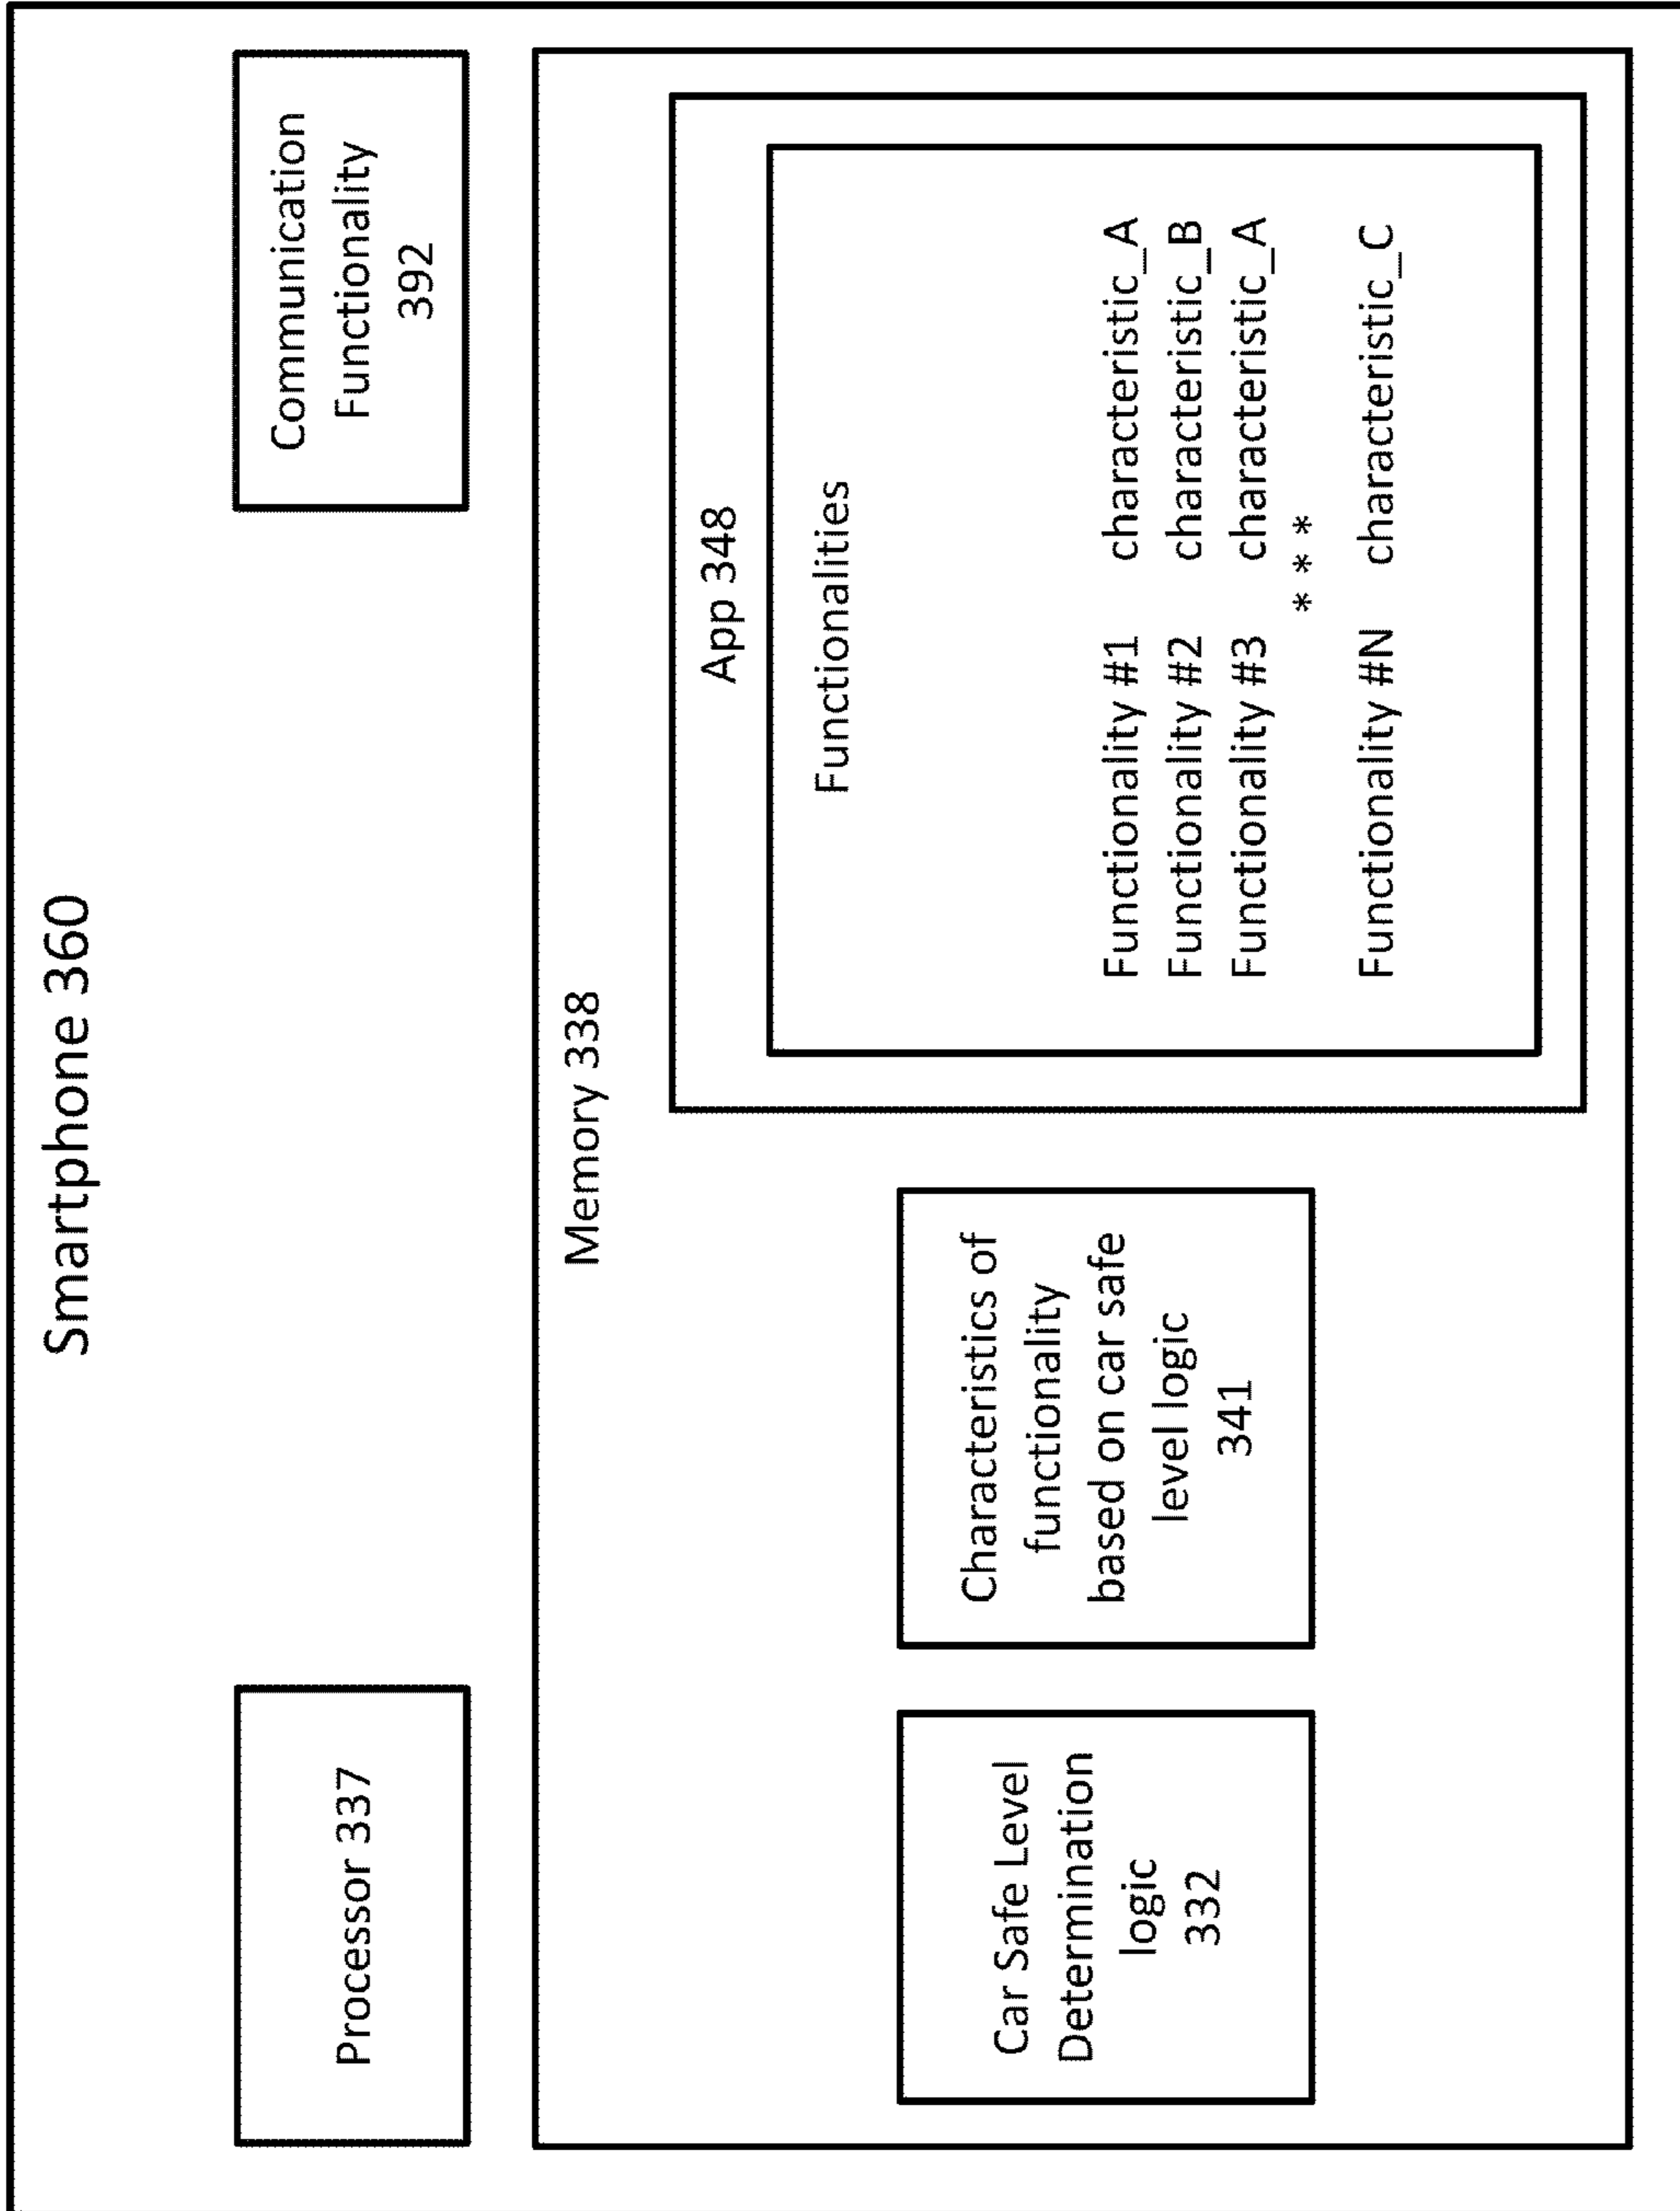 Smartphone 360
Processor 337
Communication
Functionality
392
Memory 338
Car Safe Level
Determination
logic
332
Characteristics of
functionality
based on car safe
level logic
341
App 348
Functionalities
Functionality #1 characteristic_A
Functionality #2 characteristic_B
Functionality #3 characteristic_A
* * *
Functionality #N characteristic_C